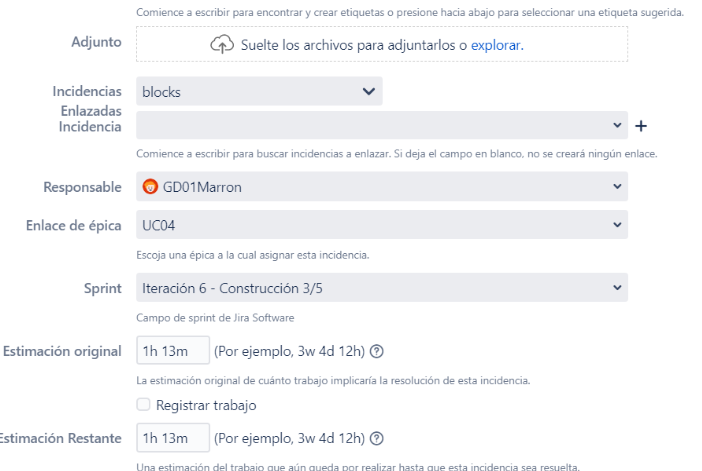 Comience a escribir para encontrar y crear etiquetas o presione hacia abajo para seleccionar una etiqueta sugerida.
Adjunto
Suelte los archivos para adjuntarlos o explorar.
Incidencias Enlazadas
blocks
Incidencia
Comience a escribir para buscar incidencias a enlazar. Si deja el campo en blanco, no se creará ningún enlace.
Responsable
GD01Marron
Enlace de épica
UC04
Escoja una épica a la cual asignar esta incidencia.
Sprint
Iteración 6 - Construcción 3/5
Campo de sprint de Jira Software
Estimación original
1h 13m (Por ejemplo, 3w 4d 12h)
La estimación original de cuánto trabajo implicaría la resolución de esta incidencia.
Registrar trabajo
Estimación Restante
1h 13m (Por ejemplo, 3w 4d 12h)
Una estimación del trabajo que aún queda por realizar hasta que esta incidencia sea resuelta.